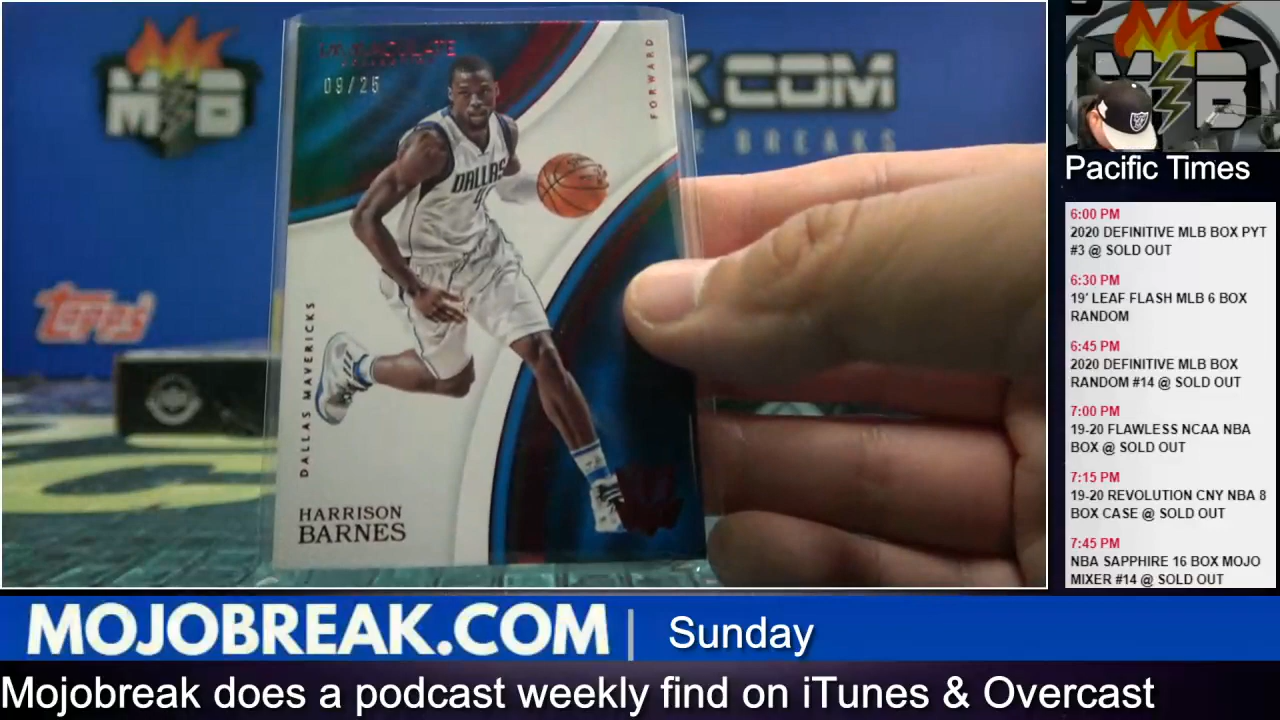 MB
K.COM
E BREAKS
IMMACULATE
09/25
FORWARD
DALLAS
DALLAS MAVERICKS
HARRISON
BARNES
Topps
MB
Pacific Times
6:00 PM
2020 DEFINITIVE MLB BOX PYT
#3 @ SOLD OUT
6:30 PM
19' LEAF FLASH MLB 6 BOX
RANDOM
6:45 PM
2020 DEFINITIVE MLB BOX
RANDOM #14 @ SOLD OUT
7:00 PM
19-20 FLAWLESS NCAA NBA
BOX @ SOLD OUT
7:15 PM
19-20 REVOLUTION CNY NBA 8
BOX CASE @ SOLD OUT
7:45 PM
NBA SAPPHIRE 16 BOX MOJO
MIXER #14 @ SOLD OUT
MOJOBREAK.COM | Sunday
Mojobreak does a podcast weekly find on iTunes & Overcast